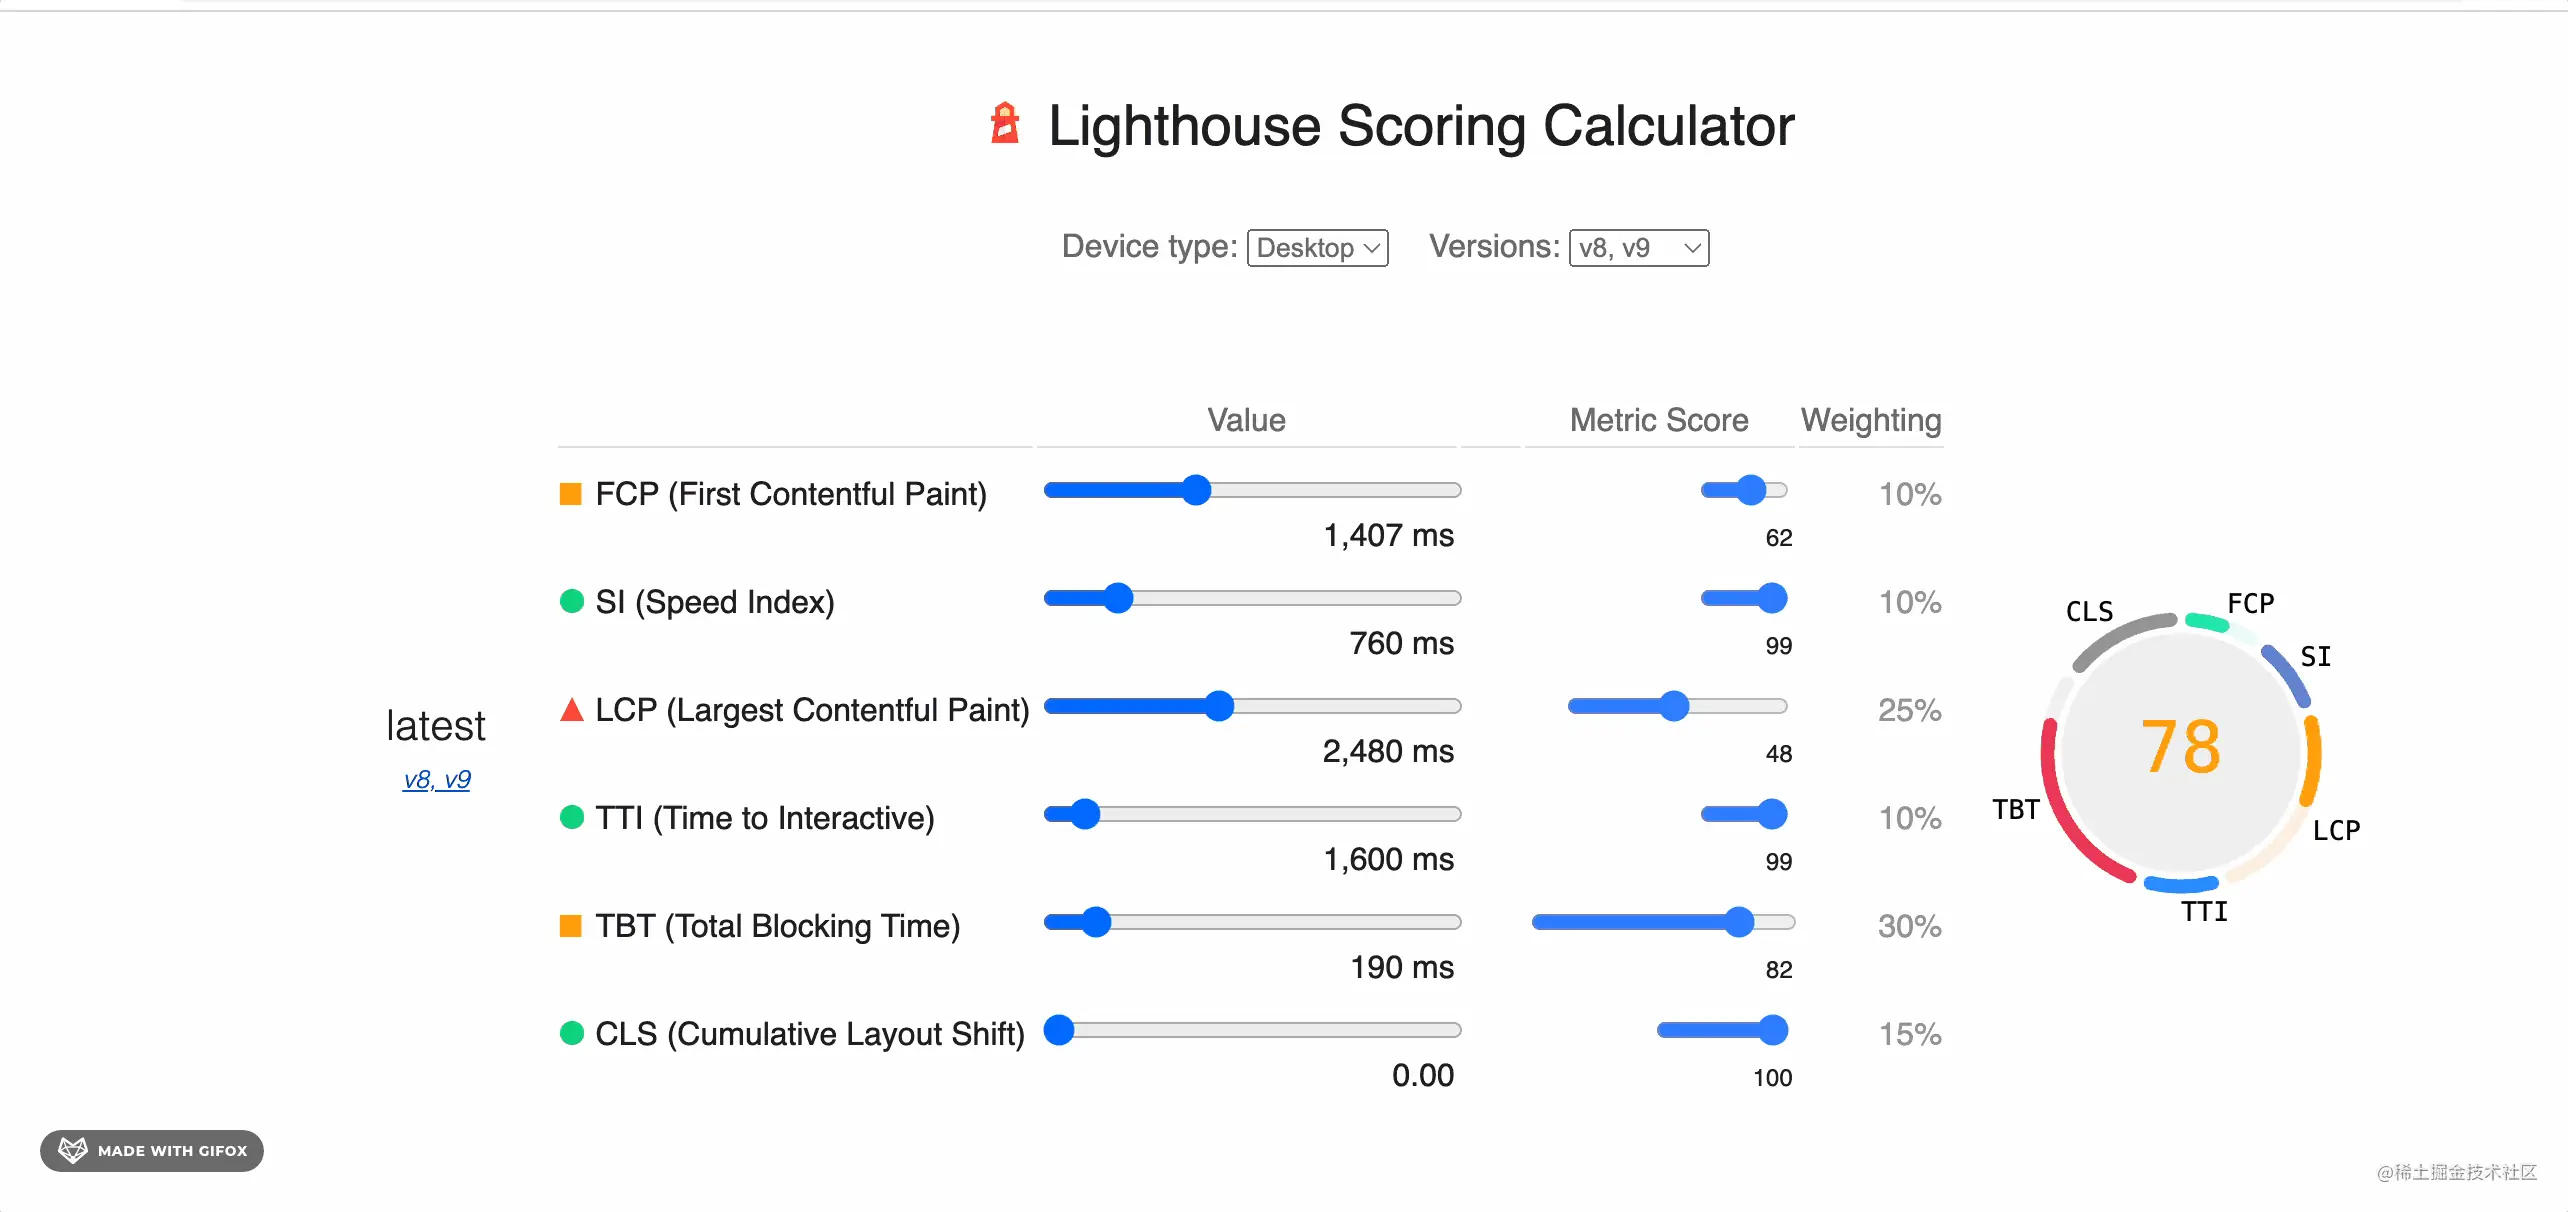 Lighthouse Scoring Calculator
Device type: Desktop Versions: v8, v9
Value Metric Score Weighting
FCP (First Contentful Paint) 10%
1,407 ms 62
SI (Speed Index) 10%
760 ms 99
LCP (Largest Contentful Paint) 25%
2,480 ms 48
TTI (Time to Interactive) 10%
1,600 ms 99
TBT (Total Blocking Time) 30%
190 ms 82
CLS (Cumulative Layout Shift) 15%
0.00 100
latest
v8, v9
CLS
FCP
SI
78
TBT
LCP
TTI
MADE WITH GIFOX
@稀土掘金技术社区